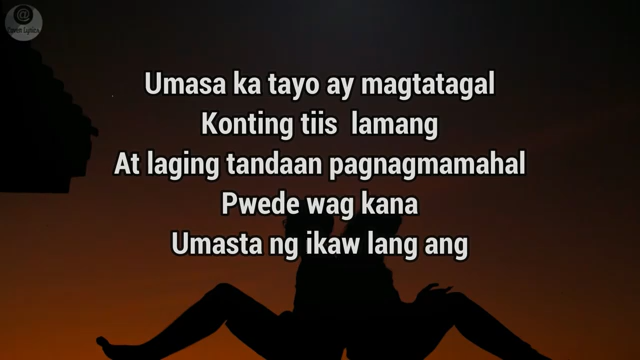 Umasa ka tayo ay magtatagal
Konting tiis lamang
At laging tandaan pagnagmamahal
Pwede wag kana
Umasta ng ikaw lang ang